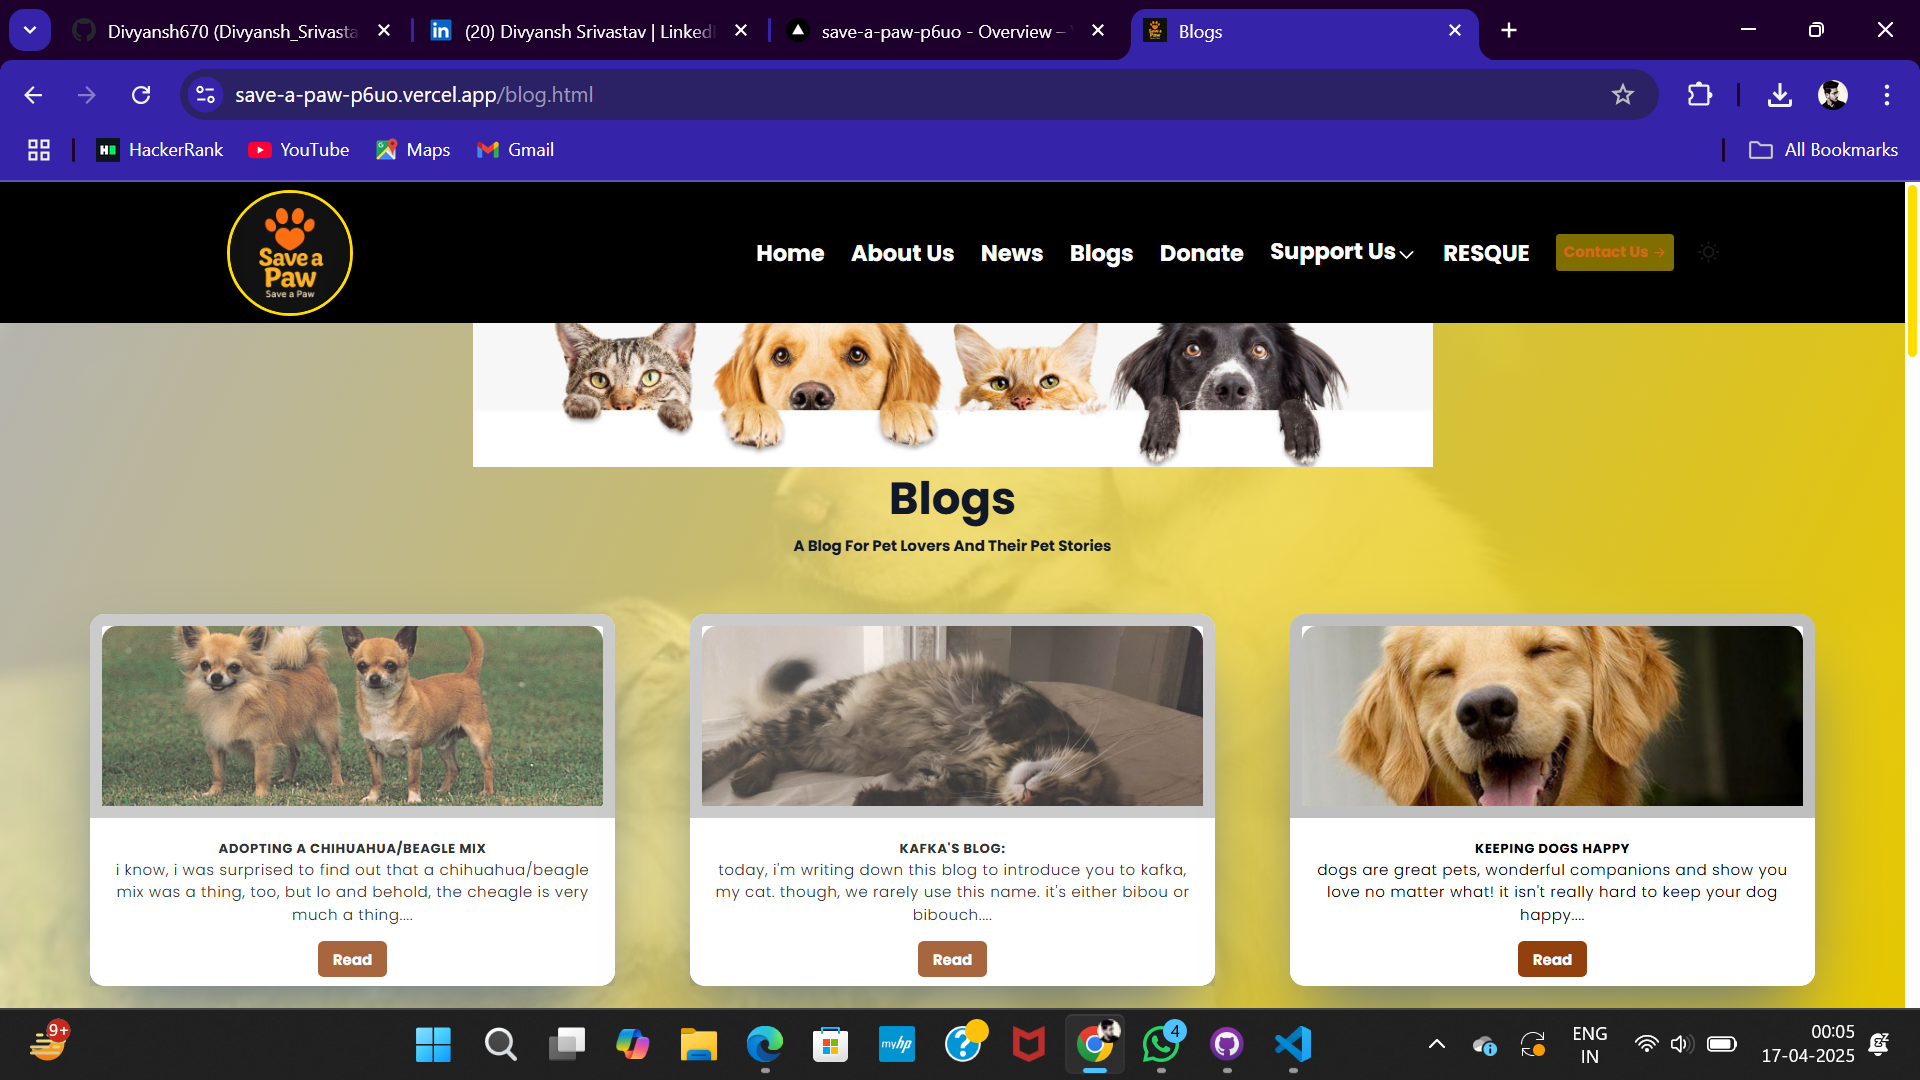 Divyansh670 (Divyansh_Srivasta
(20) Divyansh Srivastav | LinkedI
save-a-paw-p6uo - Overview –
Blogs
save-a-paw-p6uo.vercel.app/blog.html
HackerRank
YouTube
Maps
Gmail
All Bookmarks
Save a
Paw
Save a Paw
Home
About Us
News
Blogs
Donate
Support Us
RESQUE
Contact Us →
Blogs
A Blog For Pet Lovers And Their Pet Stories
ADOPTING A CHIHUAHUA/BEAGLE MIX
i know, i was surprised to find out that a chihuahua/beagle
mix was a thing, too, but lo and behold, the cheagle is very
much a thing....
Read
KAFKA'S BLOG:
today, i'm writing down this blog to introduce you to kafka,
my cat. though, we rarely use this name. it's either bibou or
bibouch....
Read
KEEPING DOGS HAPPY
dogs are great pets, wonderful companions and show you
love no matter what! it isn't really hard to keep your dog
happy....
Read
9+
myhp
4
ENG
IN
00:05
17-04-2025